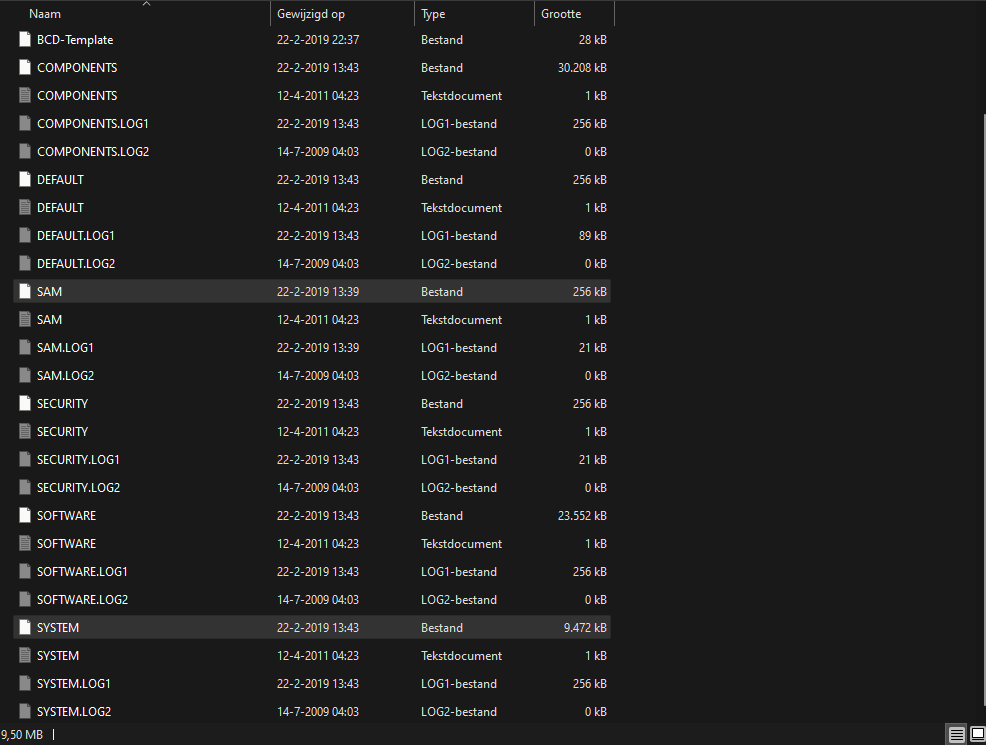 Naam Gewijzigd op Type Grootte
BCD-Template 22-2-2019 22:37 Bestand 28 kB
COMPONENTS 22-2-2019 13:43 Bestand 30.208 kB
COMPONENTS 12-4-2011 04:23 Tekstdocument 1 kB
COMPONENTS.LOG1 22-2-2019 13:43 LOG1-bestand 256 kB
COMPONENTS.LOG2 14-7-2009 04:03 LOG2-bestand 0 kB
DEFAULT 22-2-2019 13:43 Bestand 256 kB
DEFAULT 12-4-2011 04:23 Tekstdocument 1 kB
DEFAULT.LOG1 22-2-2019 13:43 LOG1-bestand 89 kB
DEFAULT.LOG2 14-7-2009 04:03 LOG2-bestand 0 kB
SAM 22-2-2019 13:39 Bestand 256 kB
SAM 12-4-2011 04:23 Tekstdocument 1 kB
SAM.LOG1 22-2-2019 13:39 LOG1-bestand 21 kB
SAM.LOG2 14-7-2009 04:03 LOG2-bestand 0 kB
SECURITY 22-2-2019 13:43 Bestand 256 kB
SECURITY 12-4-2011 04:23 Tekstdocument 1 kB
SECURITY.LOG1 22-2-2019 13:43 LOG1-bestand 21 kB
SECURITY.LOG2 14-7-2009 04:03 LOG2-bestand 0 kB
SOFTWARE 22-2-2019 13:43 Bestand 23.552 kB
SOFTWARE 12-4-2011 04:23 Tekstdocument 1 kB
SOFTWARE.LOG1 22-2-2019 13:43 LOG1-bestand 256 kB
SOFTWARE.LOG2 14-7-2009 04:03 LOG2-bestand 0 kB
SYSTEM 22-2-2019 13:43 Bestand 9.472 kB
SYSTEM 12-4-2011 04:23 Tekstdocument 1 kB
SYSTEM.LOG1 22-2-2019 13:43 LOG1-bestand 256 kB
SYSTEM.LOG2 14-7-2009 04:03 LOG2-bestand 0 kB
9,50 MB